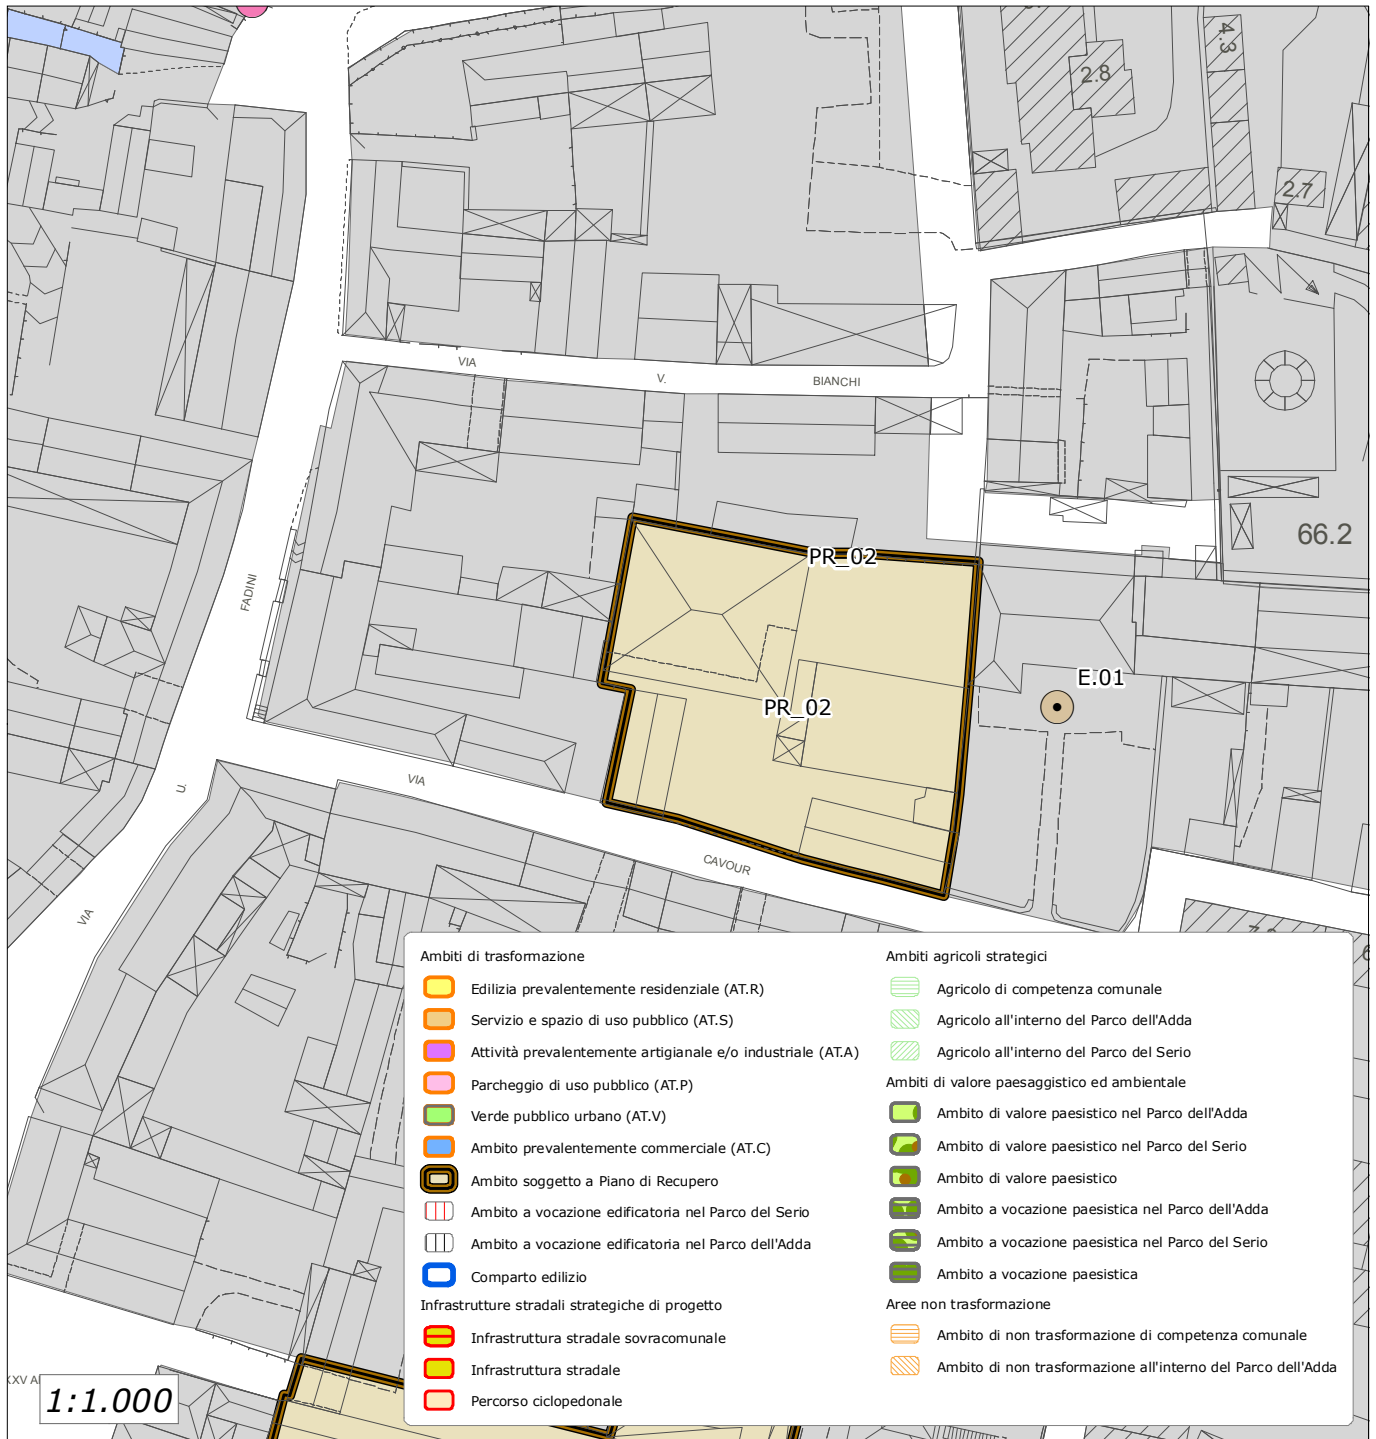 4.3
2.8
2.7
VIA
V.
BIANCHI
66.2
PR_02
FADINI
E.01
PR_02
VIA
U.
CAVOUR
VIA
Ambiti di trasformazione
Edilizia prevalentemente residenziale (AT.R)
Servizio e spazio di uso pubblico (AT.S)
Attività prevalentemente artigianale e/o industriale (AT.A)
Parcheggio di uso pubblico (AT.P)
Verde pubblico urbano (AT.V)
Ambito prevalentemente commerciale (AT.C)
Ambito soggetto a Piano di Recupero
Ambito a vocazione edificatoria nel Parco del Serio
Ambito a vocazione edificatoria nel Parco dell'Adda
Comparto edilizio
Infrastrutture stradali strategiche di progetto
Infrastruttura stradale sovracomunale
Infrastruttura stradale
Percorso ciclopedonale
Ambiti agricoli strategici
Agricolo di competenza comunale
Agricolo all'interno del Parco dell'Adda
Agricolo all'interno del Parco del Serio
Ambiti di valore paesaggistico ed ambientale
Ambito di valore paesistico nel Parco dell'Adda
Ambito di valore paesistico nel Parco del Serio
Ambito di valore paesistico
Ambito a vocazione paesistica nel Parco dell'Adda
Ambito a vocazione paesistica nel Parco del Serio
Ambito a vocazione paesistica
Aree non trasformazione
Ambito di non trasformazione di competenza comunale
Ambito di non trasformazione all'interno del Parco dell'Adda
1:1.000